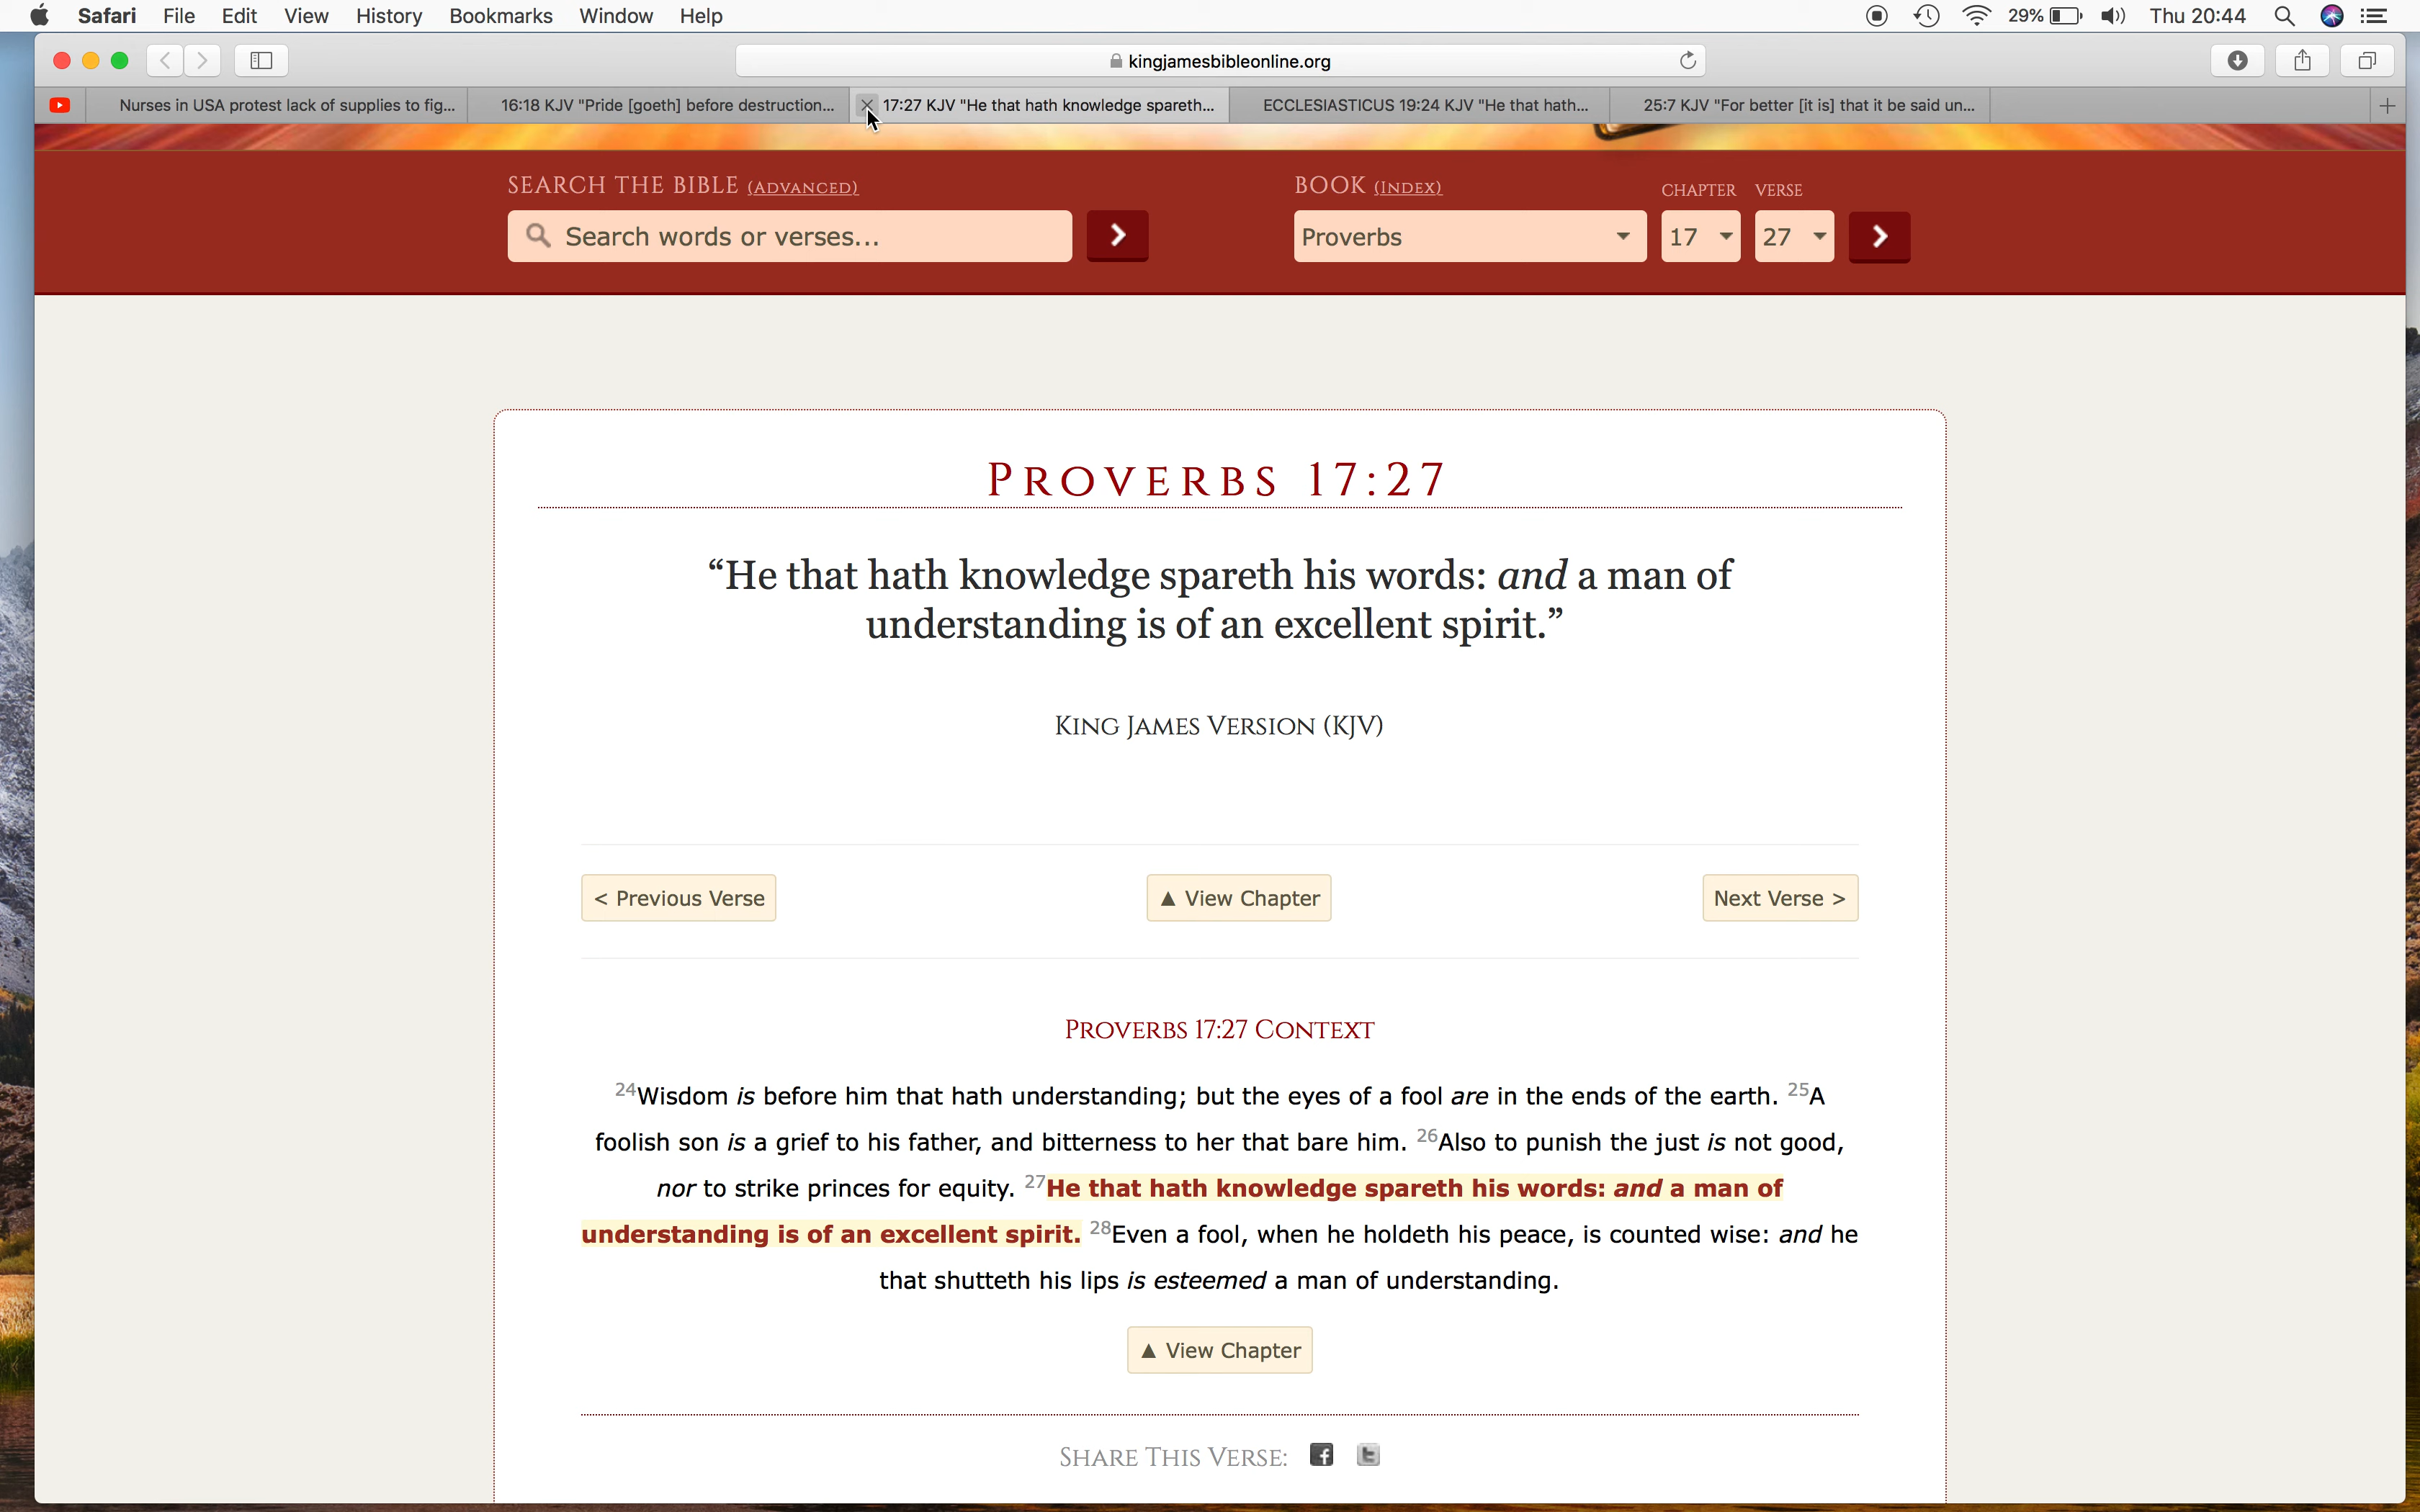 Safari File Edit View History Bookmarks Window Help 29% Thu 20:44
kingjamesbibleonline.org
Nurses in USA protest lack of supplies to fig... 16:18 KJV "Pride [goeth] before destruction... 17:27 KJV "He that hath knowledge spareth... ECCLESIASTICUS 19:24 KJV "He that hath... 25:7 KJV "For better [it is] that it be said un...
SEARCH THE BIBLE (ADVANCED) BOOK (INDEX) CHAPTER VERSE
Search words or verses... Proverbs 17 27
PROVERBS 17:27
“He that hath knowledge spareth his words: and a man of
understanding is of an excellent spirit.”
KING JAMES VERSION (KJV)
< Previous Verse ▲ View Chapter Next Verse >
PROVERBS 17:27 CONTEXT
24Wisdom is before him that hath understanding; but the eyes of a fool are in the ends of the earth. 25A
foolish son is a grief to his father, and bitterness to her that bare him. 26Also to punish the just is not good,
nor to strike princes for equity. 27He that hath knowledge spareth his words: and a man of
understanding is of an excellent spirit. 28Even a fool, when he holdeth his peace, is counted wise: and he
that shutteth his lips is esteemed a man of understanding.
▲ View Chapter
SHARE THIS VERSE: